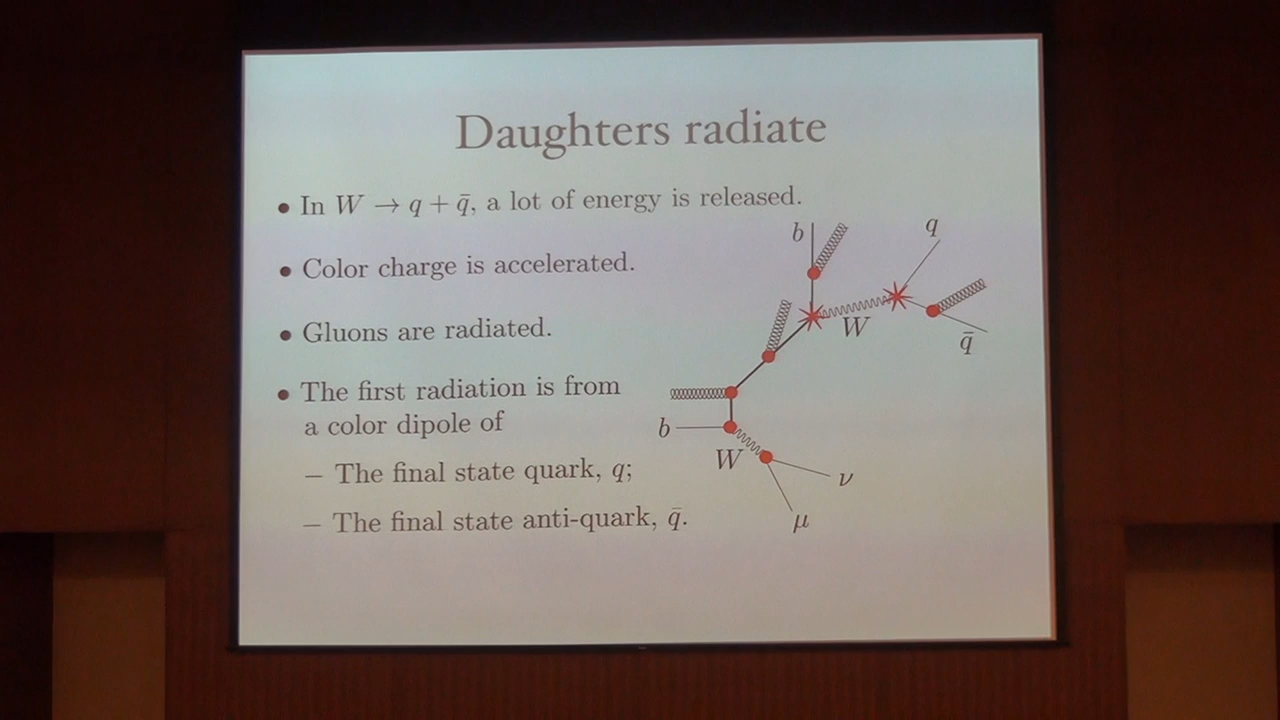 Daughters radiate
• In W → q + q̄, a lot of energy is released.
• Color charge is accelerated.
• Gluons are radiated.
• The first radiation is from
a color dipole of
– The final state quark, q;
– The final state anti-quark, q̄.
b
q
W
q̄
b
W
ν
μ